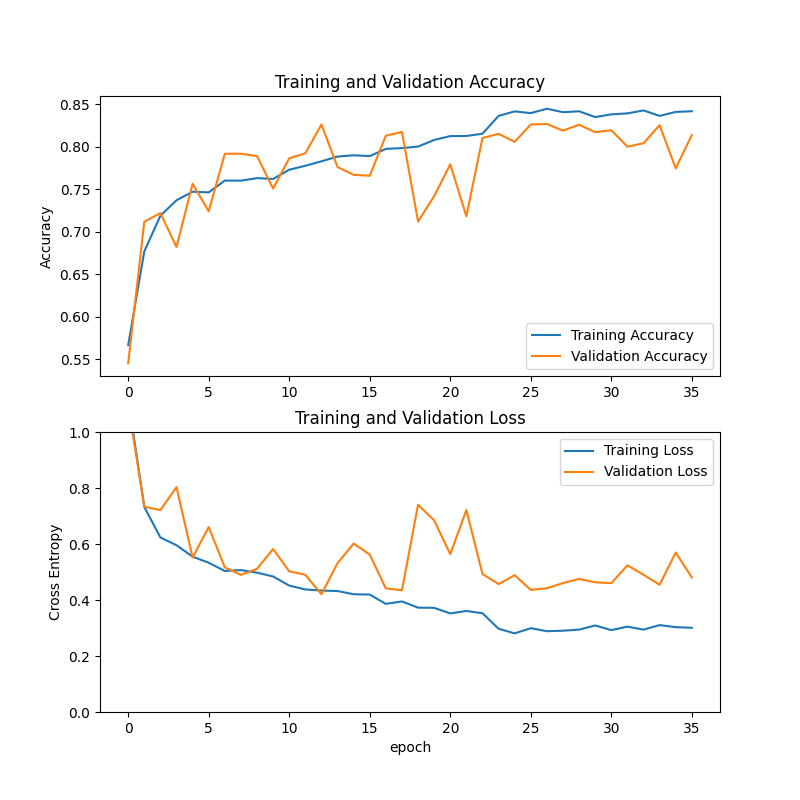 Training and Validation Accuracy
Accuracy
0.85
0.80
0.75
0.70
0.65
0.60
0.55
Training Accuracy
Validation Accuracy
0 5 10 15 20 25 30 35
Training and Validation Loss
Cross Entropy
1.0
0.8
0.6
0.4
0.2
0.0
Training Loss
Validation Loss
0 5 10 15 20 25 30 35
epoch